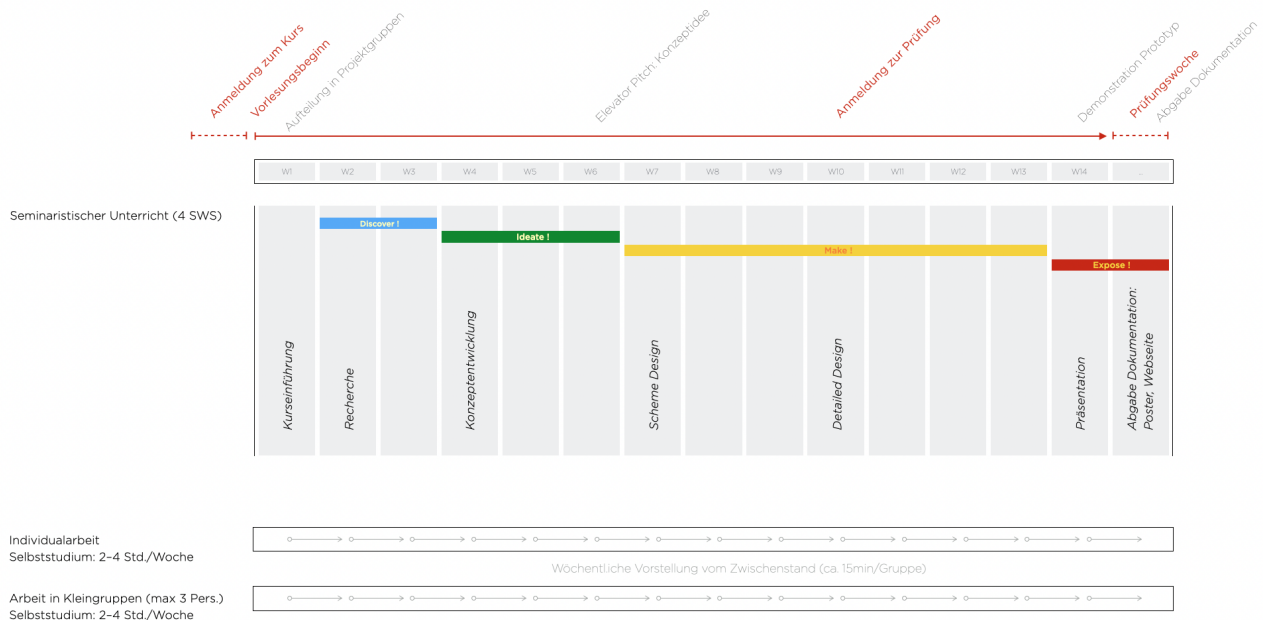 Anmeldung zum Kurs
Vorlesungsbeginn
Aufteilung in Projektgruppen
Elevator Pitch: Konzeptidee
Anmeldung zur Prüfung
Demonstration Prototyp
Prüfungswoche
Abgabe Dokumentation
W1 W2 W3 W4 W5 W6 W7 W8 W9 W10 W11 W12 W13 W14 ...
Seminaristischer Unterricht (4 SWS)
Discover !
Ideate !
Make !
Expose !
Kurseinführung
Recherche
Konzeptentwicklung
Scheme Design
Detailed Design
Präsentation
Abgabe Dokumentation:
Poster, Webseite
Individualarbeit
Selbststudium: 2–4 Std./Woche
Wöchentliche Vorstellung vom Zwischenstand (ca. 15min/Gruppe)
Arbeit in Kleingruppen (max 3 Pers.)
Selbststudium: 2–4 Std./Woche